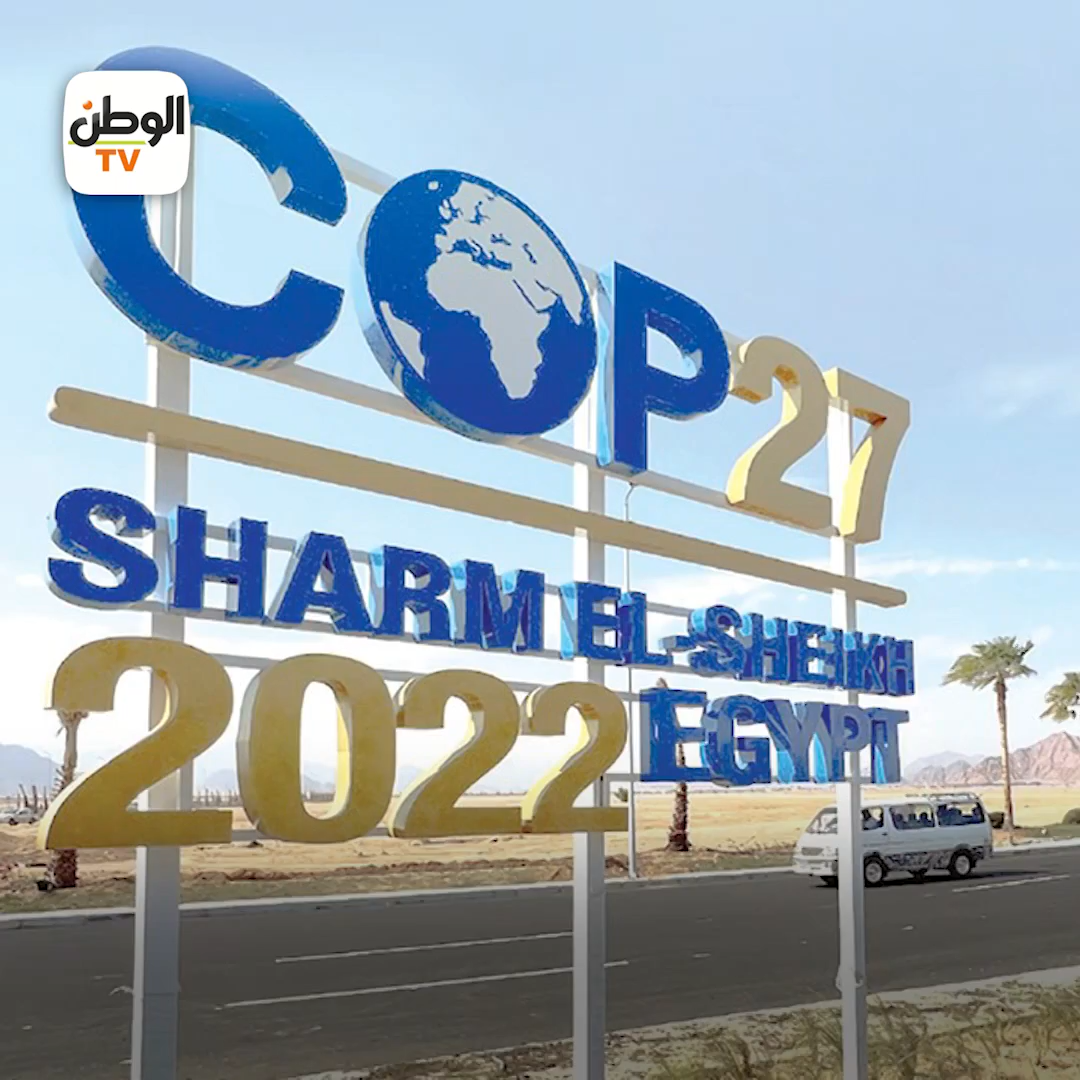 الوطن
TV
COP27
SHARM EL-SHEIKH
2022 EGYPT